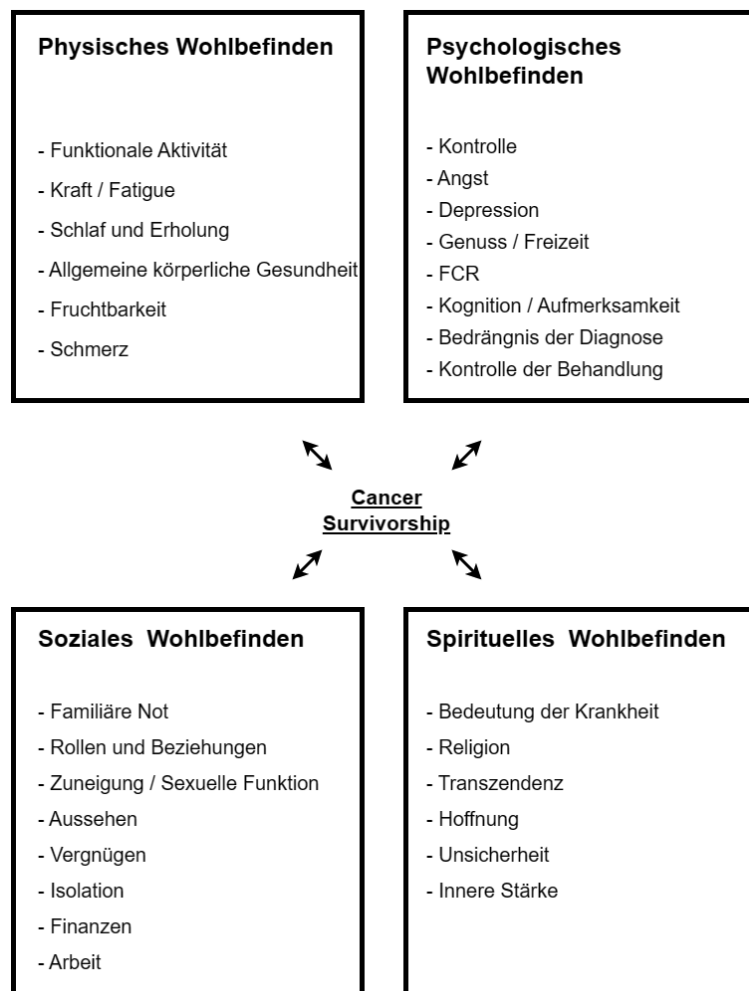 Physisches Wohlbefinden
- Funktionale Aktivität
- Kraft / Fatigue
- Schlaf und Erholung
- Allgemeine körperliche Gesundheit
- Fruchtbarkeit
- Schmerz
Psychologisches
Wohlbefinden
- Kontrolle
- Angst
- Depression
- Genuss / Freizeit
- FCR
- Kognition / Aufmerksamkeit
- Bedrängnis der Diagnose
- Kontrolle der Behandlung
Cancer
Survivorship
Soziales Wohlbefinden
- Familiäre Not
- Rollen und Beziehungen
- Zuneigung / Sexuelle Funktion
- Aussehen
- Vergnügen
- Isolation
- Finanzen
- Arbeit
Spirituelles Wohlbefinden
- Bedeutung der Krankheit
- Religion
- Transzendenz
- Hoffnung
- Unsicherheit
- Innere Stärke